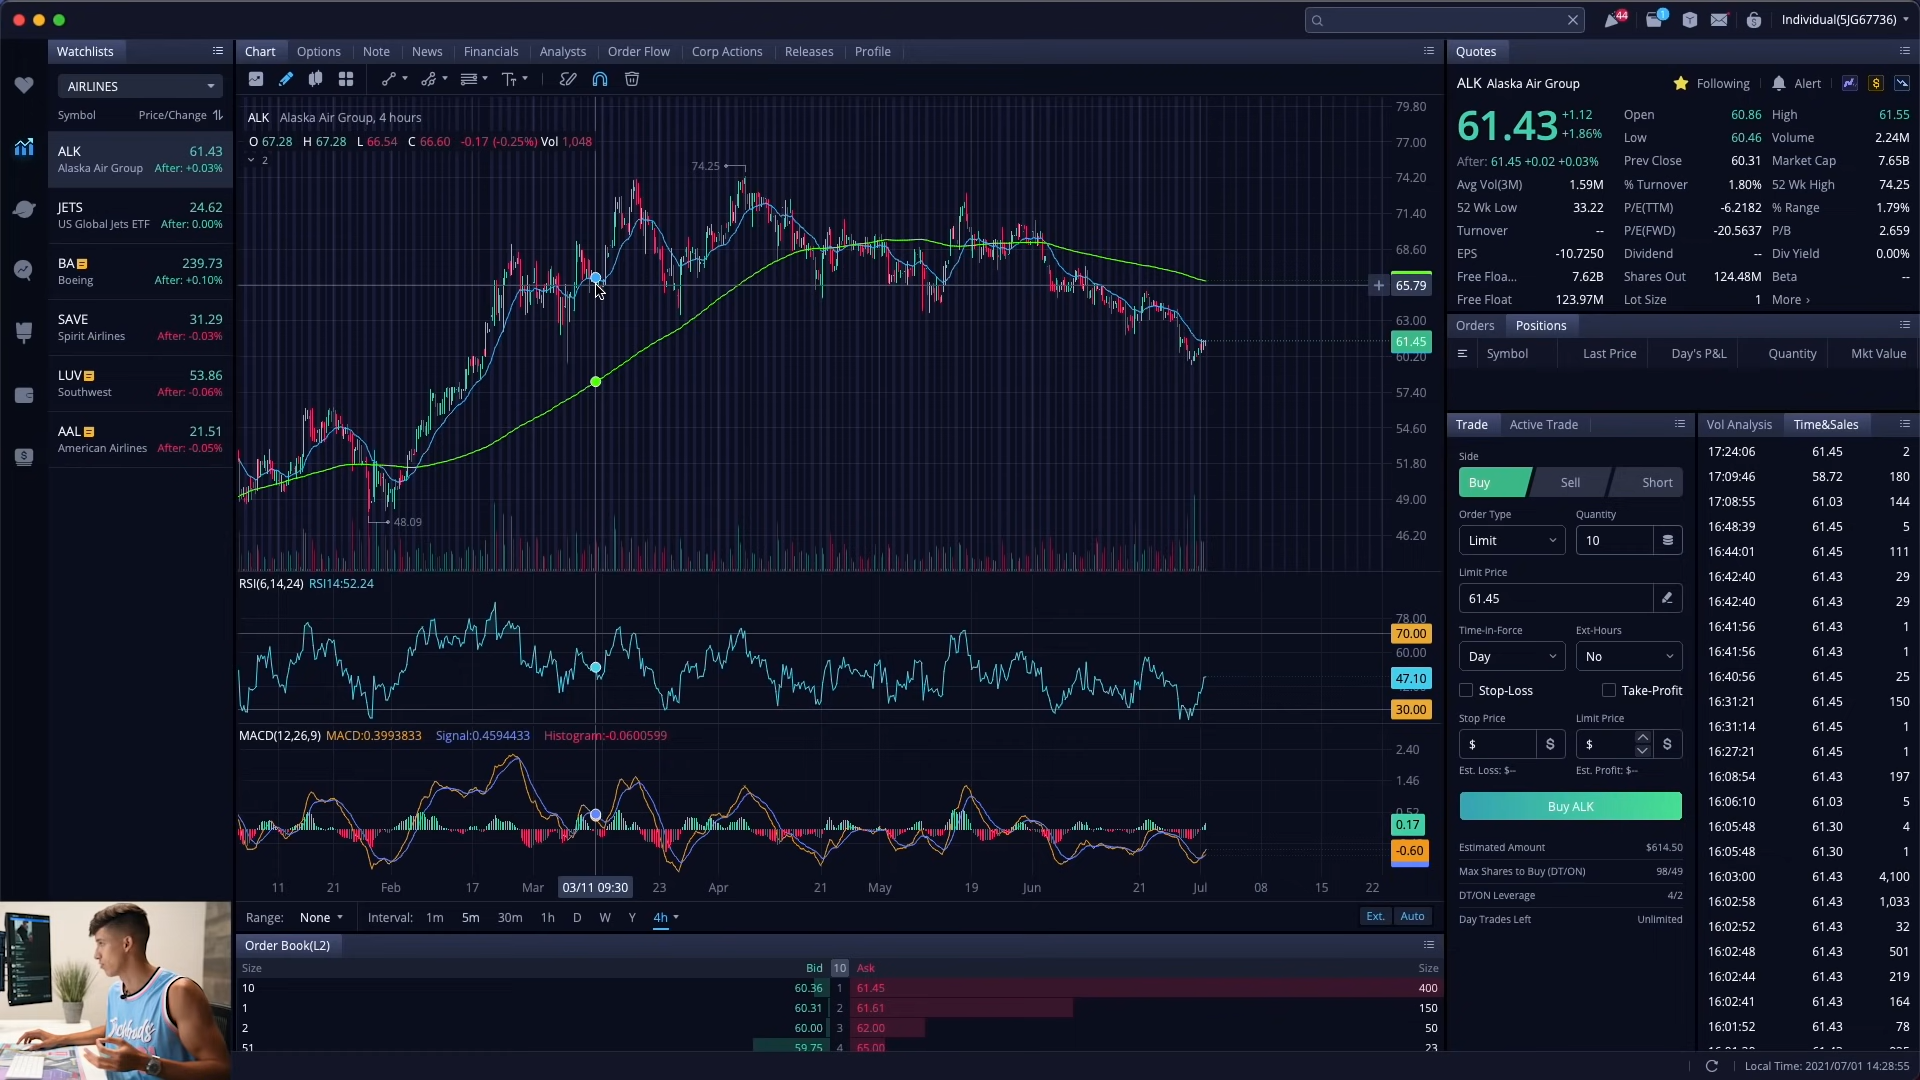 44
1
Individual(5JG67736)
Watchlists
AIRLINES
Symbol Price/Change
ALK 61.43
Alaska Air Group After: +0.03%
JETS 24.62
US Global Jets ETF After: 0.00%
BA 239.73
Boeing After: +0.10%
SAVE 31.29
Spirit Airlines After: -0.03%
LUV 53.86
Southwest After: -0.06%
AAL 21.51
American Airlines After: -0.05%
Chart Options Note News Financials Analysts Order Flow Corp Actions Releases Profile
ALK Alaska Air Group, 4 hours
O 67.28 H 67.28 L 66.54 C 66.60 -0.17 (-0.25%) Vol 1,048
2
74.25
48.09
79.80
77.00
74.20
71.40
68.60
65.79
63.00
61.45
60.20
57.40
54.60
51.80
49.00
46.20
RSI(6,14,24) RSI14:52.24
78.00
70.00
60.00
47.10
30.00
MACD(12,26,9) MACD:0.3993833 Signal:0.4594433 Histogram:-0.0600599
2.40
1.46
0.52
0.17
-0.60
11 21 Feb 17 Mar 03/11 09:30 23 Apr 21 May 19 Jun 21 Jul 08 15 22
Range: None Interval: 1m 5m 30m 1h D W Y 4h Ext. Auto
Order Book(L2)
Size Bid 10 Ask Size
10 60.36 1 61.45 400
1 60.31 2 61.61 150
2 60.00 3 62.00 50
51 59.75 4 65.00 23
Quotes
ALK Alaska Air Group Following Alert $
61.43 +1.12 +1.86%
After: 61.45 +0.02 +0.03%
Open 60.86 High 61.55
Low 60.46 Volume 2.24M
Prev Close 60.31 Market Cap 7.65B
Avg Vol(3M) 1.59M % Turnover 1.80% 52 Wk High 74.25
52 Wk Low 33.22 P/E(TTM) -6.2182 % Range 1.79%
Turnover -- P/E(FWD) -20.5637 P/B 2.659
EPS -10.7250 Dividend -- Div Yield 0.00%
Free Floa... 7.62B Shares Out 124.48M Beta --
Free Float 123.97M Lot Size 1 More ›
Orders Positions
Symbol Last Price Day's P&L Quantity Mkt Value
Trade Active Trade
Side
Buy Sell Short
Order Type Quantity
Limit 10
Limit Price
61.45
Time-in-Force Ext-Hours
Day No
Stop-Loss Take-Profit
Stop Price Limit Price
$ $ $ $
Est. Loss: $-- Est. Profit: $--
Buy ALK
Estimated Amount $614.50
Max Shares to Buy (DT/ON) 98/49
DT/ON Leverage 4/2
Day Trades Left Unlimited
Vol Analysis Time&Sales
17:24:06 61.45 2
17:09:46 58.72 180
17:08:55 61.03 144
16:48:39 61.45 5
16:44:01 61.45 111
16:42:40 61.43 29
16:42:40 61.43 29
16:41:56 61.43 1
16:41:56 61.43 1
16:40:56 61.43 25
16:31:21 61.45 150
16:31:14 61.45 1
16:27:21 61.45 1
16:08:54 61.43 197
16:06:10 61.03 5
16:05:48 61.30 4
16:05:48 61.30 1
16:03:00 61.43 4,100
16:02:58 61.43 1,033
16:02:52 61.43 32
16:02:48 61.43 501
16:02:44 61.43 219
16:02:41 61.43 164
16:01:52 61.43 78
Local Time: 2021/07/01 14:28:55